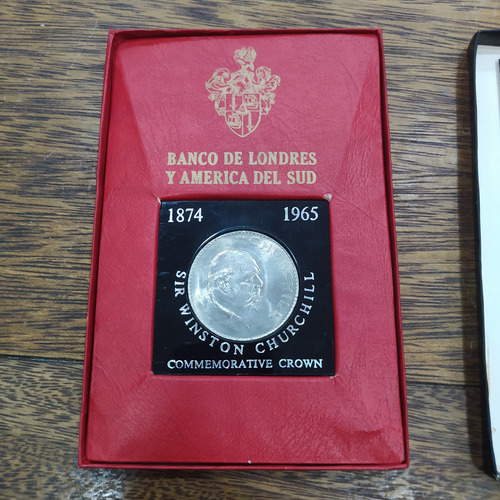 BANCO DE LONDRES
Y AMERICA DEL SUD
1874 1965
SIR WINSTON CHURCHILL
COMMEMORATIVE CROWN